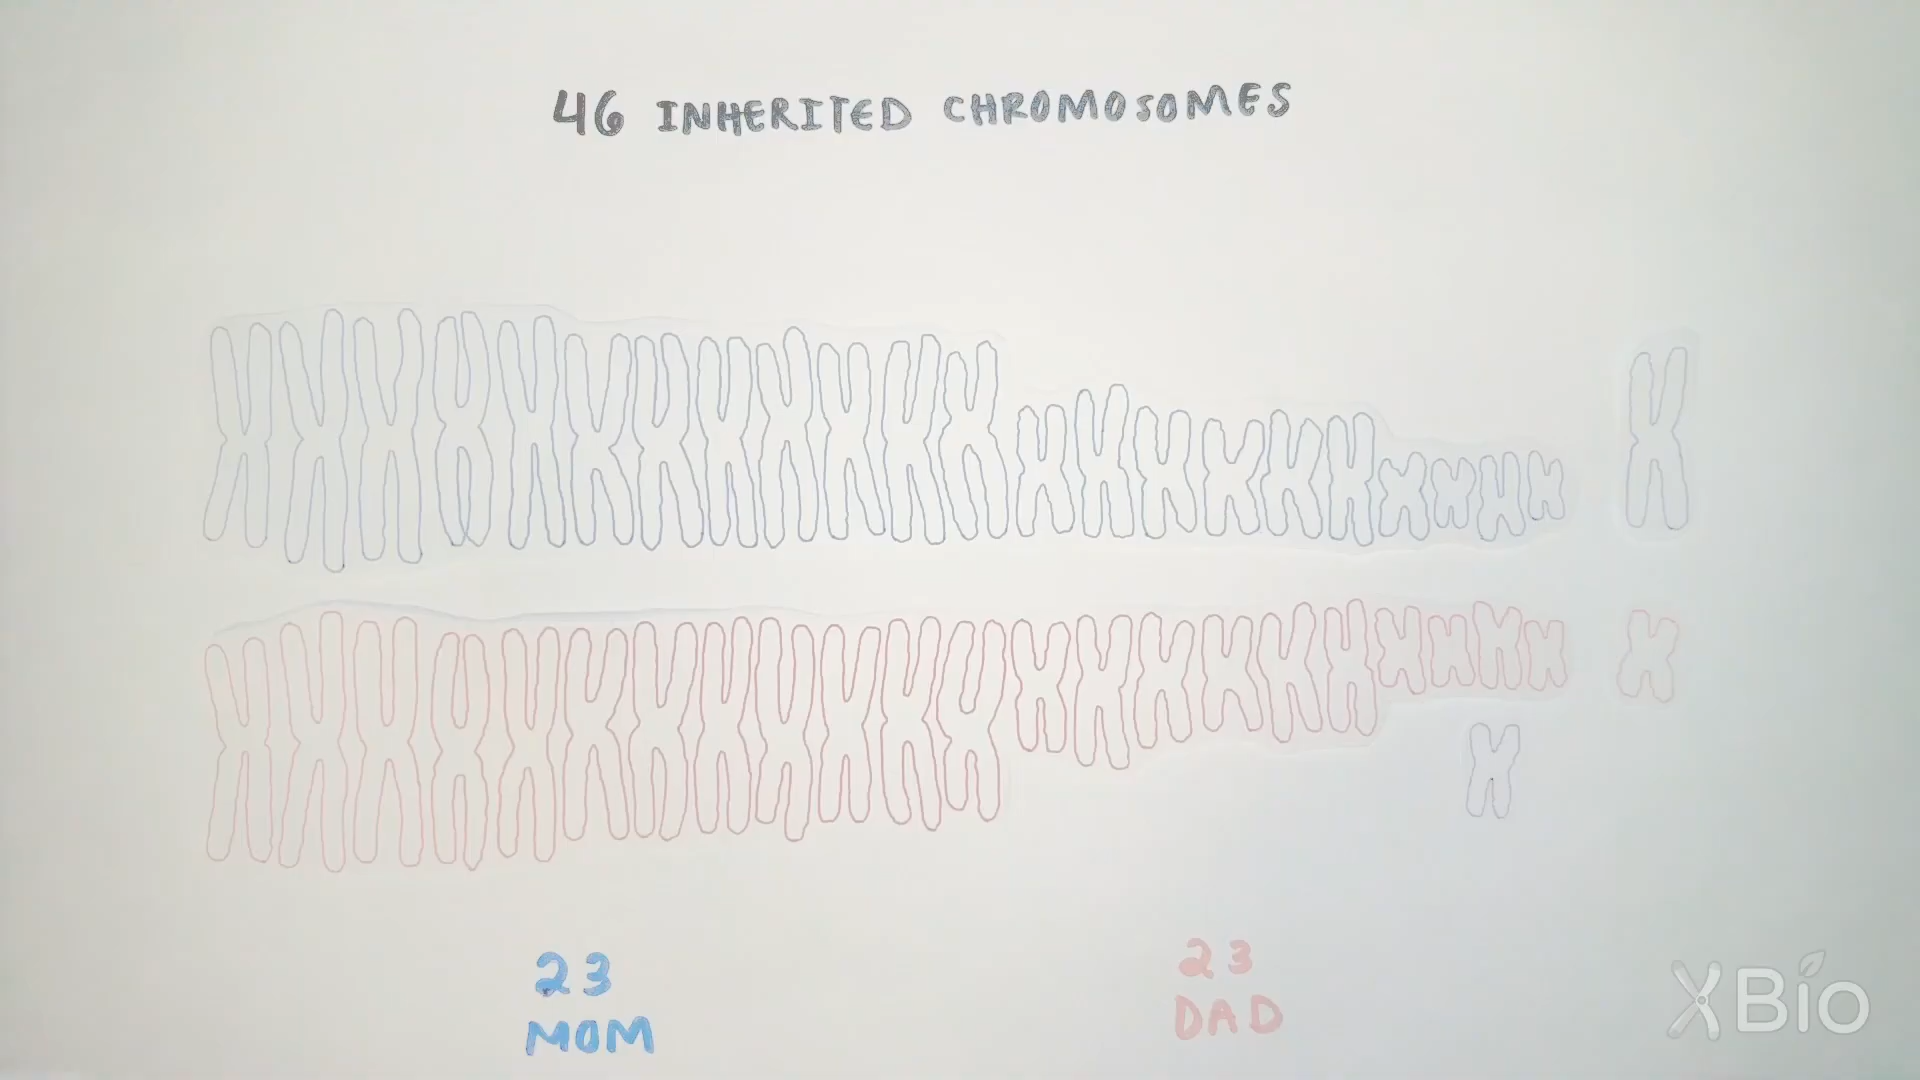 46 INHERITED CHROMOSOMES
23
MOM
23
DAD
XBio